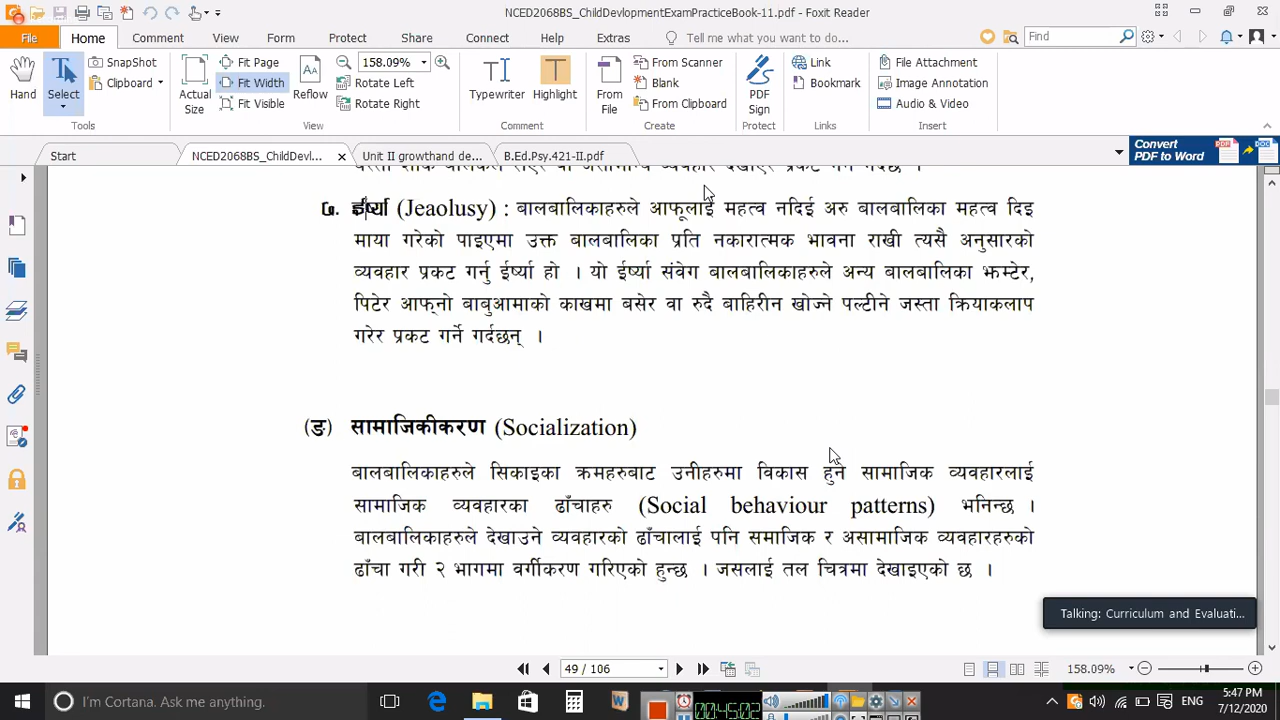 NCED2068BS_ChildDevlopmentExamPracticeBook-11.pdf - Foxit Reader
File Home Comment View Form Protect Share Connect Help Extras Tell me what you want to do... Find
Hand
Select
SnapShot
Clipboard
Actual Size
Fit Page
Fit Width
Fit Visible
Reflow
158.09%
Rotate Left
Rotate Right
Typewriter
Highlight
From File
From Scanner
Blank
From Clipboard
PDF Sign
Link
Bookmark
File Attachment
Image Annotation
Audio & Video
Tools View Comment Create Protect Links Insert
Start NCED2068BS_ChildDevl... Unit II growthand de... B.Ed.Psy.421-II.pdf
Convert PDF to Word
ईर्ष्या (Jeaolusy) : बालबालिकाहरुले आफूलाई महत्व नदिई अरु बालबालिका महत्व दिइ
माया गरेको पाइएमा उक्त बालबालिका प्रति नकारात्मक भावना राखी त्यसै अनुसारको
व्यवहार प्रकट गर्नु ईर्ष्या हो । यो ईर्ष्या संवेग बालबालिकाहरुले अन्य बालबालिका झम्टेर,
पिटेर आफ्नो बाबुआमाको काखमा बसेर वा रुदै बाहिरीन खोज्ने पल्टीने जस्ता क्रियाकलाप
गरेर प्रकट गर्ने गर्दछन् ।
(ङ) सामाजिकीकरण (Socialization)
बालबालिकाहरुले सिकाइका क्रमहरुबाट उनीहरुमा विकास हुने सामाजिक व्यवहारलाई
सामाजिक व्यवहारका ढाँचाहरु (Social behaviour patterns) भनिन्छ ।
बालबालिकाहरुले देखाउने व्यवहारको ढाँचालाई पनि समाजिक र असामाजिक व्यवहारहरुको
ढाँचा गरी २ भागमा वर्गीकरण गरिएको हुन्छ । जसलाई तल चित्रमा देखाइएको छ ।
Talking: Curriculum and Evaluati...
49 / 106
158.09%
I'm Cortana. Ask me anything.
00:45:02
ENG
5:47 PM
7/12/2020